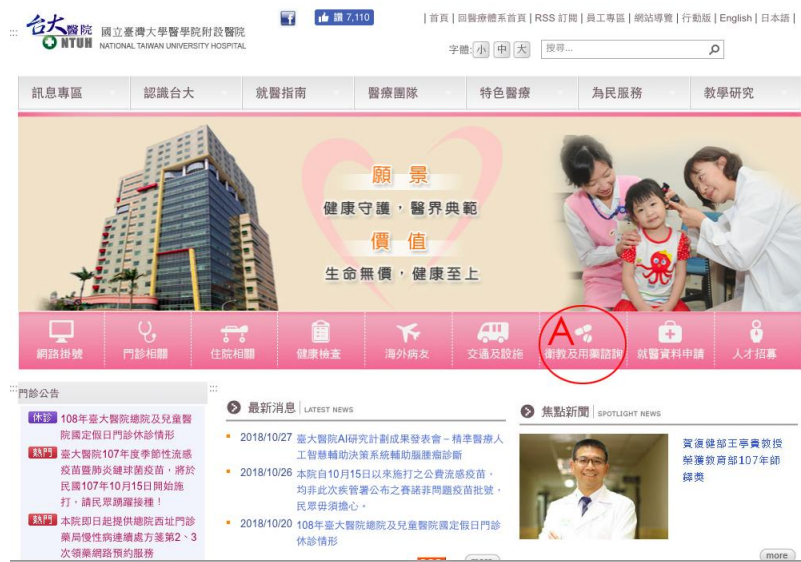 台大醫院
NTUH
國立臺灣大學醫學院附設醫院
NATIONAL TAIWAN UNIVERSITY HOSPITAL
讚 7,110
| 首頁 | 回醫療體系首頁 | RSS 訂閱 | 員工專區 | 網站導覽 | 行動版 | English | 日本語 |
字體: 小 中 大 搜尋...
訊息專區 認識台大 就醫指南 醫療團隊 特色醫療 為民服務 教學研究
願 景
健康守護，醫界典範
價 值
生命無價，健康至上
A
網路掛號 門診相關 住院相關 健康檢查 海外病友 交通及設施 衛教及用藥諮詢 就醫資料申請 人才招募
:::
門診公告
休診 108年臺大醫院總院及兒童醫
院國定假日門診休診情形
熱門 臺大醫院107年度季節性流感
疫苗暨肺炎鏈球菌疫苗，將於
民國107年10月15日開始施
打，請民眾踴躍接種！
熱門 本院即日起提供總院西址門診
藥局慢性病連續處方箋第2、3
次領藥網路預約服務
:::
最新消息 | LATEST NEWS
2018/10/27 臺大醫院AI研究計劃成果發表會－精準醫療人
工智慧輔助決策系統輔助腦腫瘤診斷
2018/10/26 本院自10月15日以來施打之公費流感疫苗，
均非此次疾管署公布之賽諾菲問題疫苗批號，
民眾毋須擔心。
2018/10/20 108年臺大醫院總院及兒童醫院國定假日門診
休診情形
焦點新聞 | SPOTLIGHT NEWS
賀復健部王亭貴教授
榮獲教育部107年師
鐸獎
more